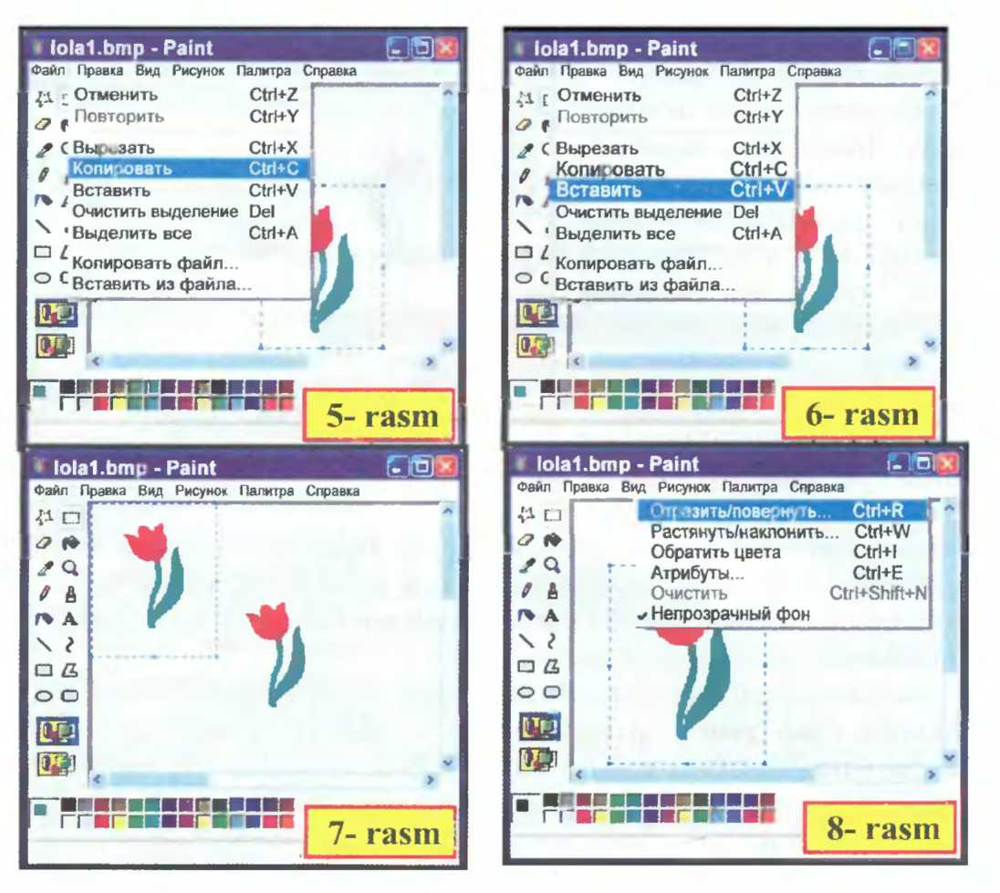 lola1.bmp - Paint
Файл Правка Вид Рисунок Палитра Справка
Отменить Ctrl+Z
Повторить Ctrl+Y
Вырезать Ctrl+X
Копировать Ctrl+C
Вставить Ctrl+V
Очистить выделение Del
Выделить все Ctrl+A
Копировать файл...
Вставить из файла...
5- rasm
lola1.bmp - Paint
Файл Правка Вид Рисунок Палитра Справка
Отменить Ctrl+Z
Повторить Ctrl+Y
Вырезать Ctrl+X
Копировать Ctrl+C
Вставить Ctrl+V
Очистить выделение Del
Выделить все Ctrl+A
Копировать файл...
Вставить из файла...
6- rasm
lola1.bmp - Paint
Файл Правка Вид Рисунок Палитра Справка
A
7- rasm
lola1.bmp - Paint
Файл Правка Вид Рисунок Палитра Справка
Отразить/повернуть... Ctrl+R
Растянуть/наклонить... Ctrl+W
Обратить цвета Ctrl+I
Атрибуты... Ctrl+E
Очистить Ctrl+Shift+N
Непрозрачный фон
A
8- rasm